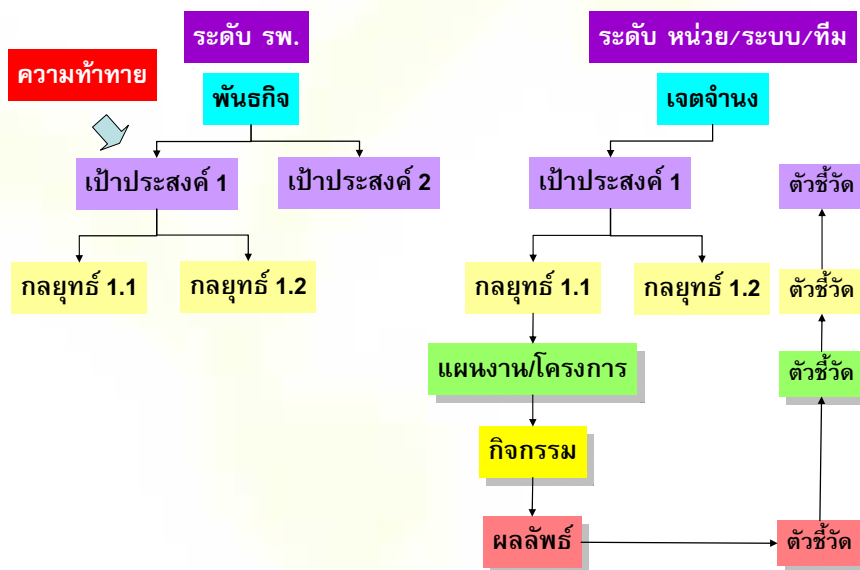 ระดับ รพ.
ระดับ หน่วย/ระบบ/ทีม
ความท้าทาย
พันธกิจ
เจตจำนง
เป้าประสงค์ 1
เป้าประสงค์ 2
เป้าประสงค์ 1
ตัวชี้วัด
กลยุทธ์ 1.1
กลยุทธ์ 1.2
กลยุทธ์ 1.1
กลยุทธ์ 1.2
ตัวชี้วัด
แผนงาน/โครงการ
ตัวชี้วัด
กิจกรรม
ผลลัพธ์
ตัวชี้วัด